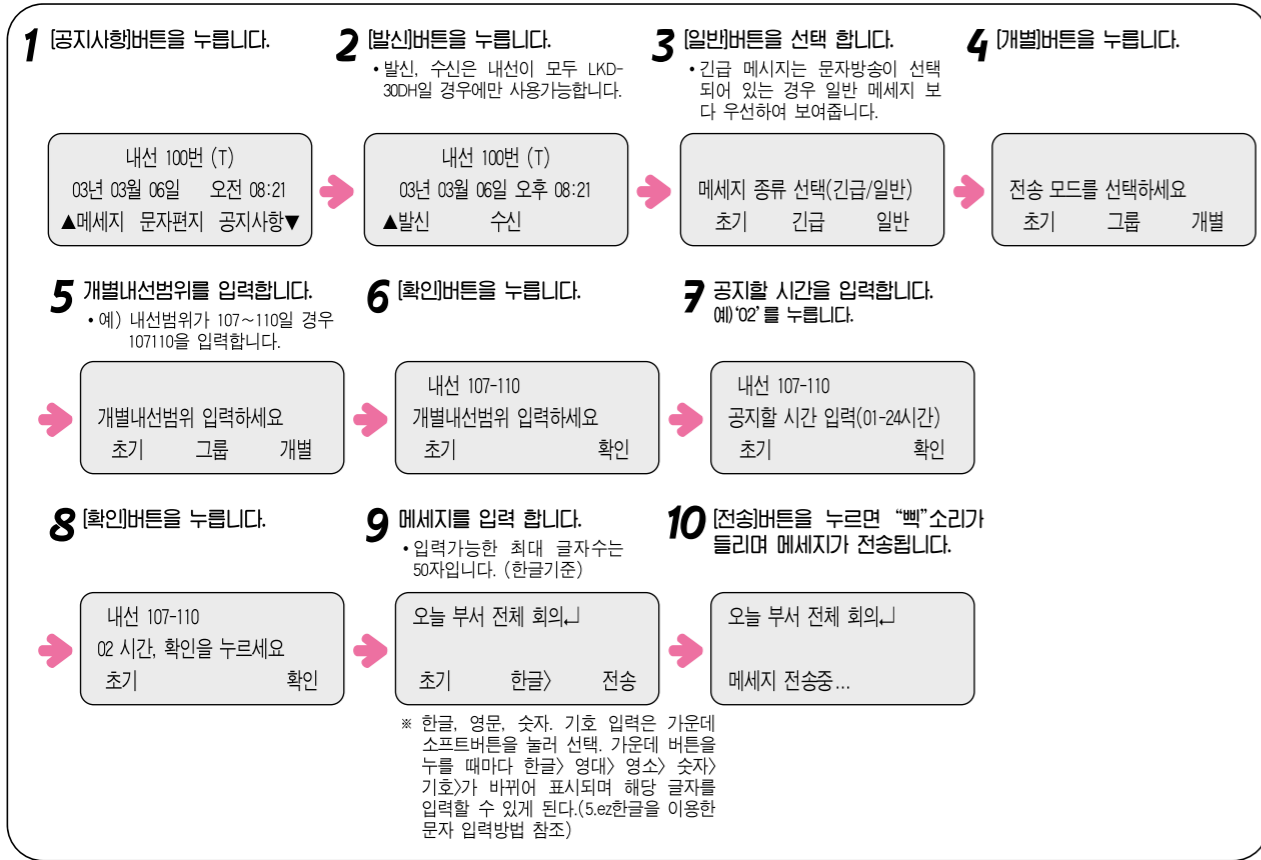 1 [공지사항]버튼을 누릅니다.
내선 100번 (T)
03년 03월 06일 오전 08:21
▲메세지 문자편지 공지사항▼
2 [발신]버튼을 누릅니다.
• 발신, 수신은 내선이 모두 LKD-
30DH일 경우에만 사용가능합니다.
내선 100번 (T)
03년 03월 06일 오후 08:21
▲발신 수신
3 [일반]버튼을 선택 합니다.
• 긴급 메시지는 문자방송이 선택
되어 있는 경우 일반 메세지 보
다 우선하여 보여줍니다.
메세지 종류 선택(긴급/일반)
초기 긴급 일반
4 [개별]버튼을 누릅니다.
전송 모드를 선택하세요
초기 그룹 개별
5 개별내선범위를 입력합니다.
• 예) 내선범위가 107~110일 경우
107110을 입력합니다.
개별내선범위 입력하세요
초기 그룹 개별
6 [확인]버튼을 누릅니다.
내선 107-110
개별내선범위 입력하세요
초기 확인
7 공지할 시간을 입력합니다.
예)‘02’를 누릅니다.
내선 107-110
공지할 시간 입력(01-24시간)
초기 확인
8 [확인]버튼을 누릅니다.
내선 107-110
02 시간, 확인을 누르세요
초기 확인
9 메세지를 입력 합니다.
• 입력가능한 최대 글자수는
50자입니다. (한글기준)
오늘 부서 전체 회의↲
초기 한글〉 전송
※ 한글, 영문, 숫자. 기호 입력은 가운데
소프트버튼을 눌러 선택. 가운데 버튼을
누를 때마다 한글〉 영대〉 영소〉 숫자〉
기호〉가 바뀌어 표시되며 해당 글자를
입력할 수 있게 된다.(5.ez한글을 이용한
문자 입력방법 참조)
10 [전송]버튼을 누르면 “삑”소리가
들리며 메세지가 전송됩니다.
오늘 부서 전체 회의↲
메세지 전송중...